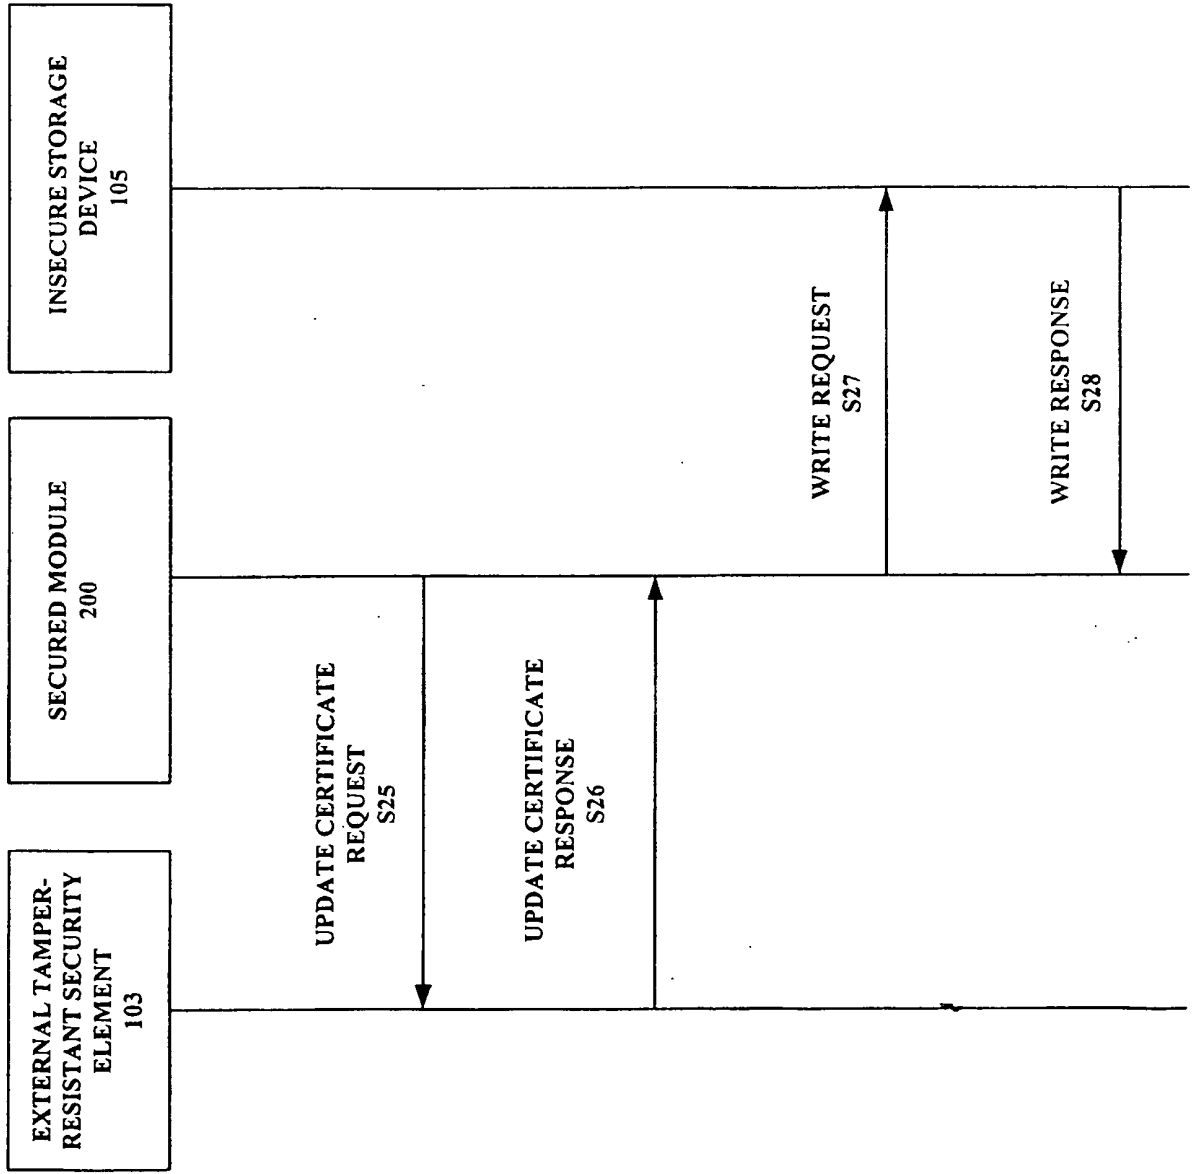 EXTERNAL TAMPER-
RESISTANT SECURITY
ELEMENT
103
SECURED MODULE
200
INSECURE STORAGE
DEVICE
105
UPDATE CERTIFICATE
REQUEST
S25
UPDATE CERTIFICATE
RESPONSE
S26
WRITE REQUEST
S27
WRITE RESPONSE
S28